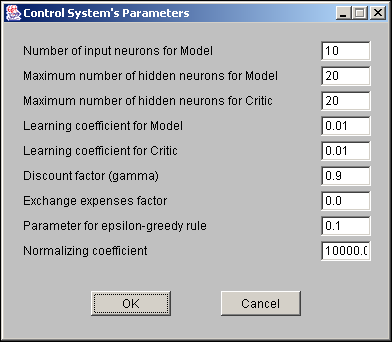 Control System's Parameters
Number of input neurons for Model 10
Maximum number of hidden neurons for Model 20
Maximum number of hidden neurons for Critic 20
Learning coefficient for Model 0.01
Learning coefficient for Critic 0.01
Discount factor (gamma) 0.9
Exchange expenses factor 0.0
Parameter for epsilon-greedy rule 0.1
Normalizing coefficient 10000.0
OK Cancel